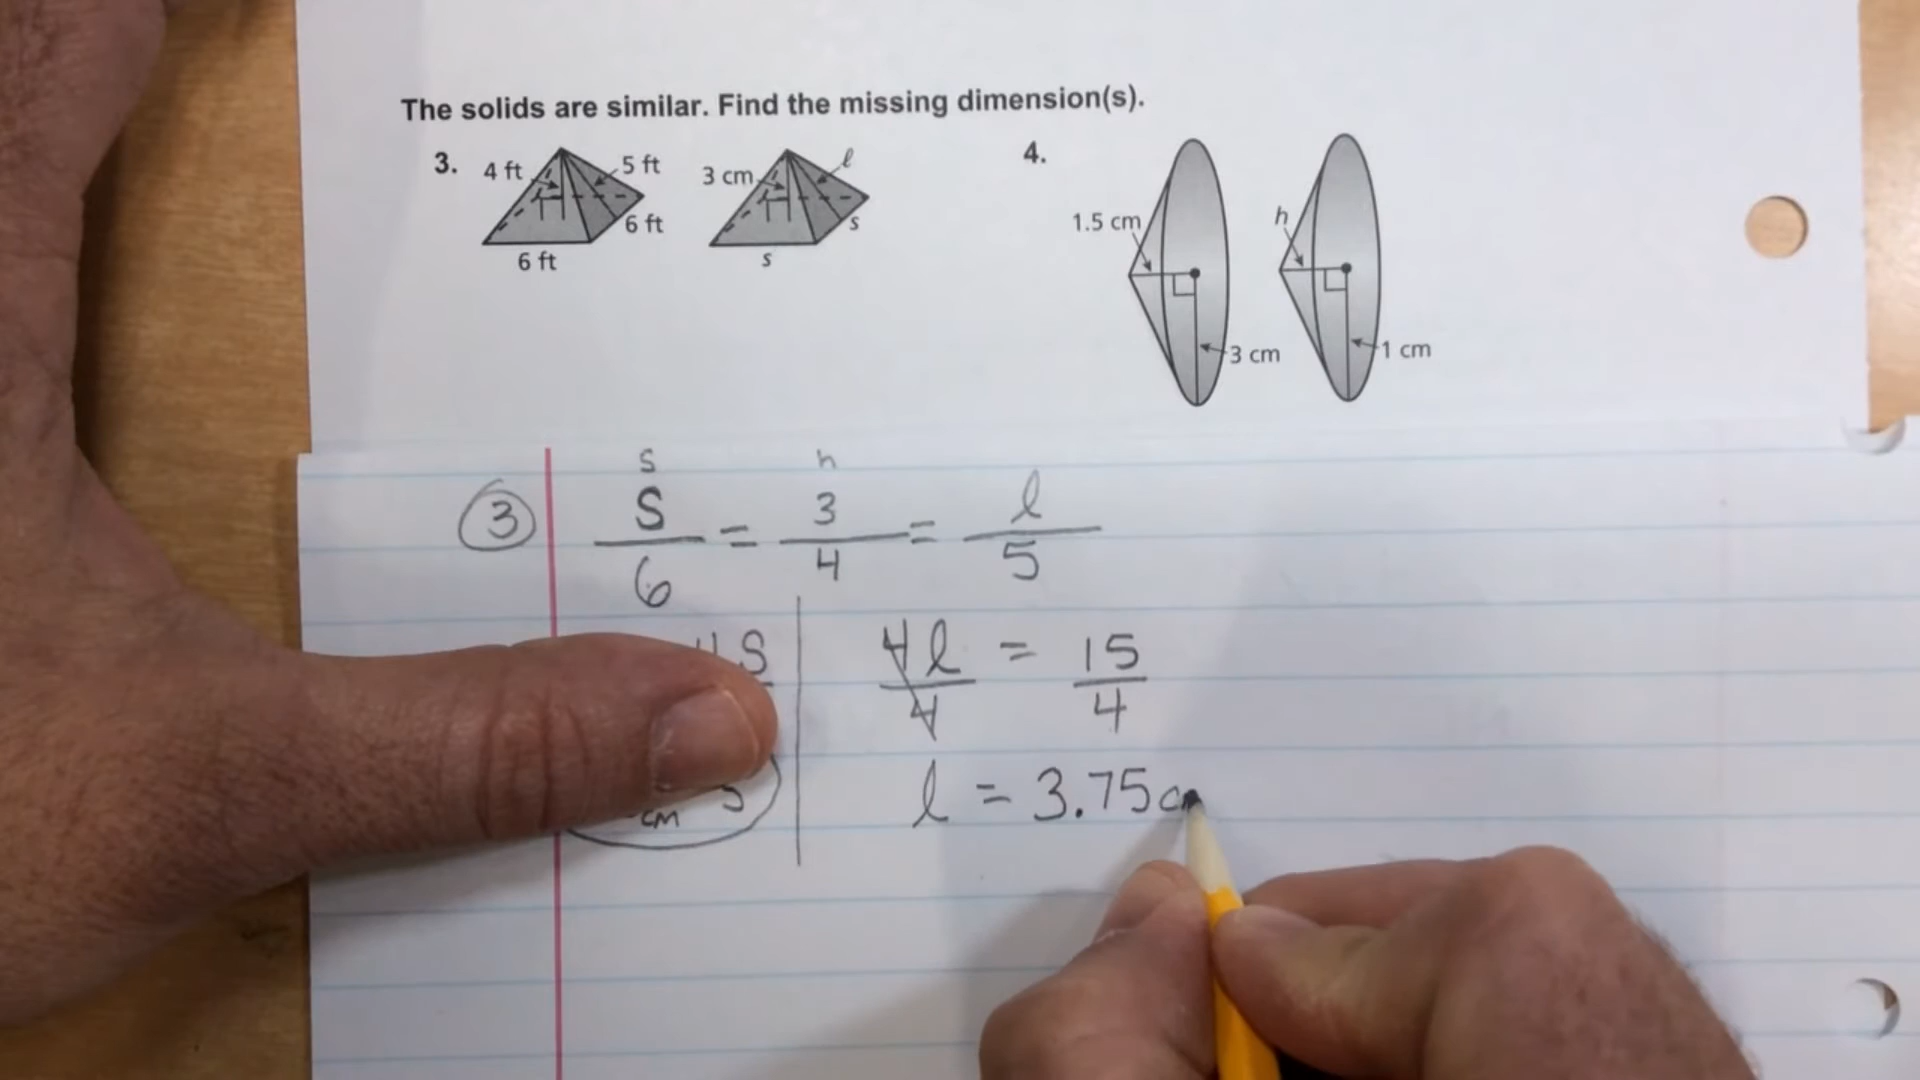 The solids are similar. Find the missing dimension(s).
3. 4 ft 5 ft 6 ft 6 ft
3 cm ℓ s s
4. 1.5 cm 3 cm
h 1 cm
s h
③ S/6 = 3/4 = ℓ/5
S
4ℓ/4 = 15/4
ℓ = 3.75c
cm